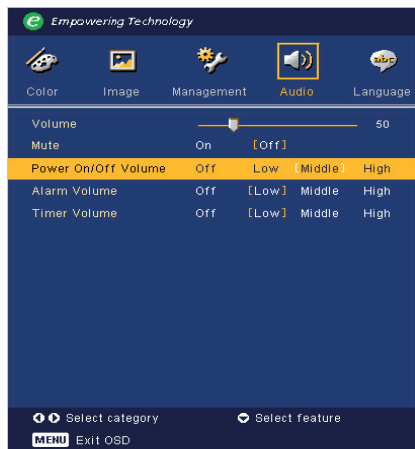 e Empowering Technology
abc
Color Image Management Audio Language
Volume 50
Mute On [Off]
Power On/Off Volume Off Low [Middle] High
Alarm Volume Off [Low] Middle High
Timer Volume Off [Low] Middle High
Select category Select feature
MENU Exit OSD